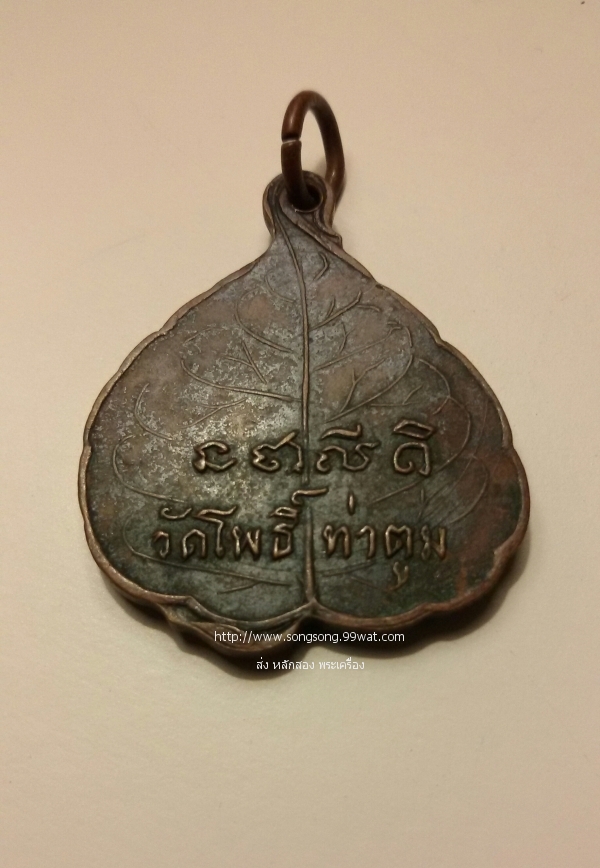 วัดโพธิ์ ท่าตูม
http://www.songsong.99wat.com
ส่ง หลักสอง พระเครื่อง